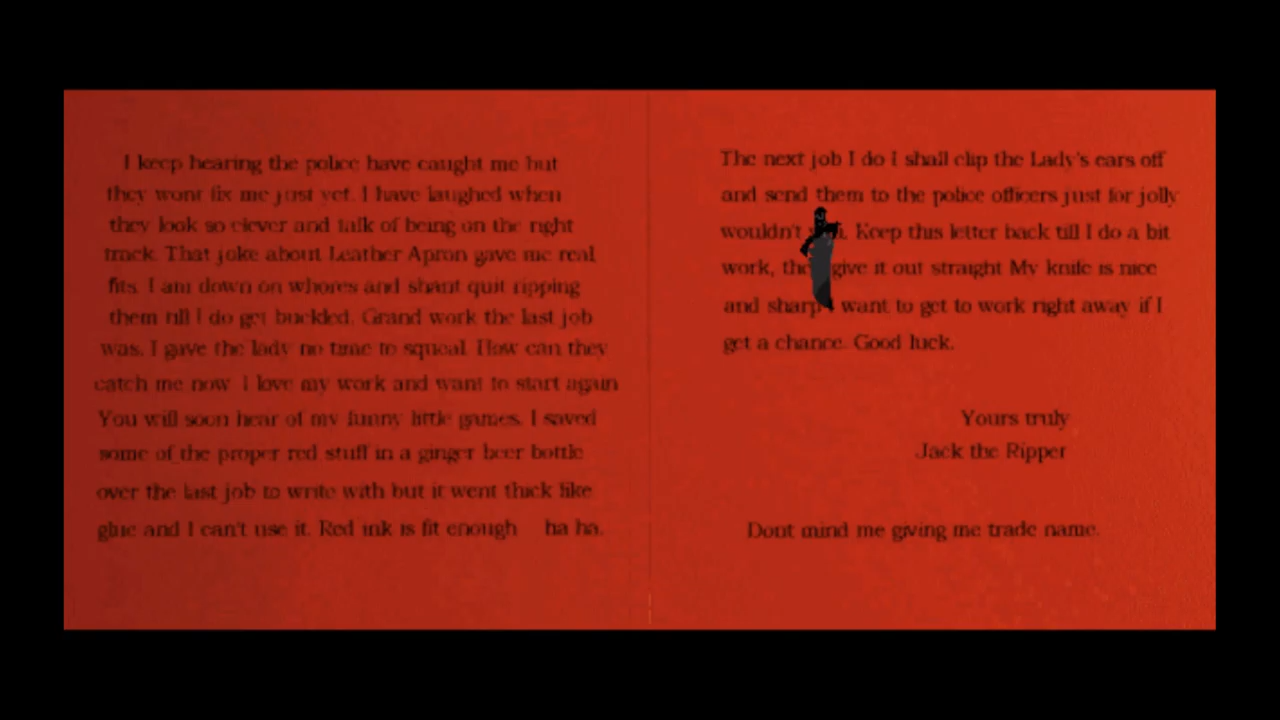 I keep hearing the police have caught me but
they wont fix me just yet. I have laughed when
they look so clever and talk of being on the right
track. That joke about Leather Apron gave me real
fits. I am down on whores and shant quit ripping
them till I do get buckled. Grand work the last job
was. I gave the lady no time to squeal. How can they
catch me now. I love my work and want to start again
You will soon hear of my funny little games. I saved
some of the proper red stuff in a ginger beer bottle
over the last job to write with but it went thick like
glue and I can't use it. Red ink is fit enough ha ha.
The next job I do I shall clip the Lady's ears off
and send them to the police officers just for jolly
wouldn't Keep this letter back till I do a bit
work, give it out straight My knife is nice
and sharp I want to get to work right away if I
get a chance. Good luck.
Yours truly
Jack the Ripper
Dont mind me giving me trade name.